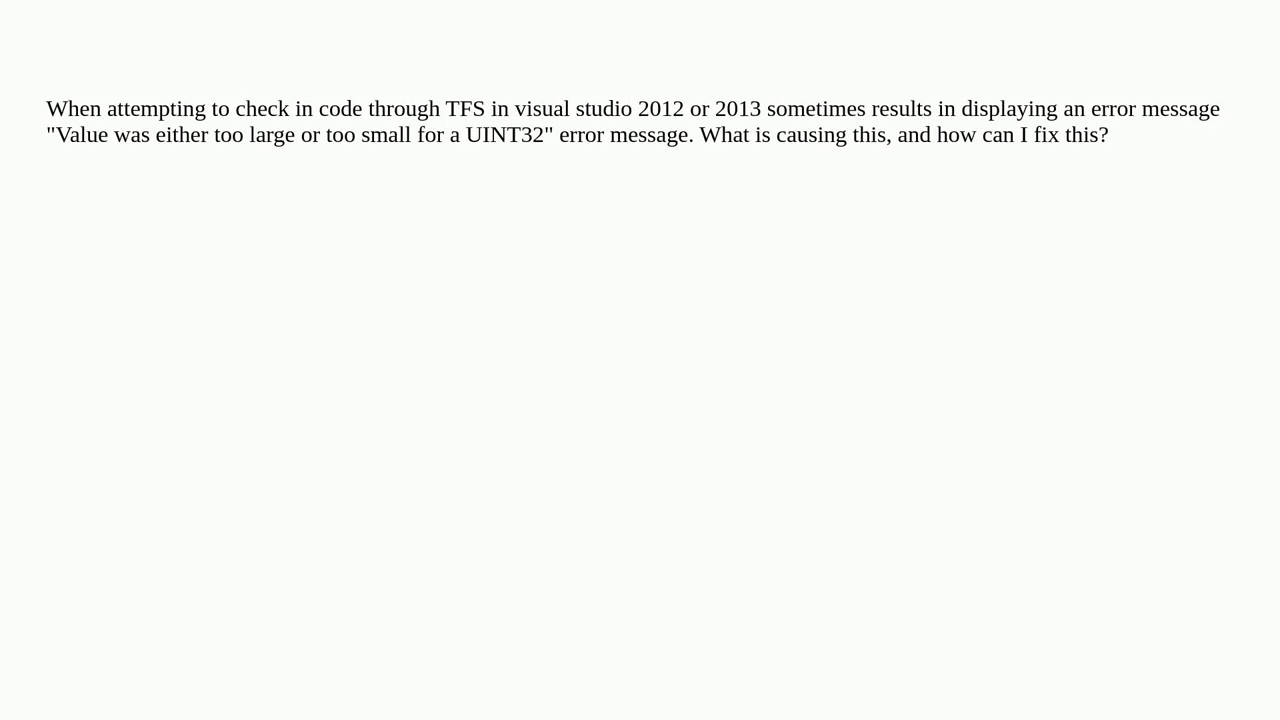 When attempting to check in code through TFS in visual studio 2012 or 2013 sometimes results in displaying an error message
"Value was either too large or too small for a UINT32" error message. What is causing this, and how can I fix this?